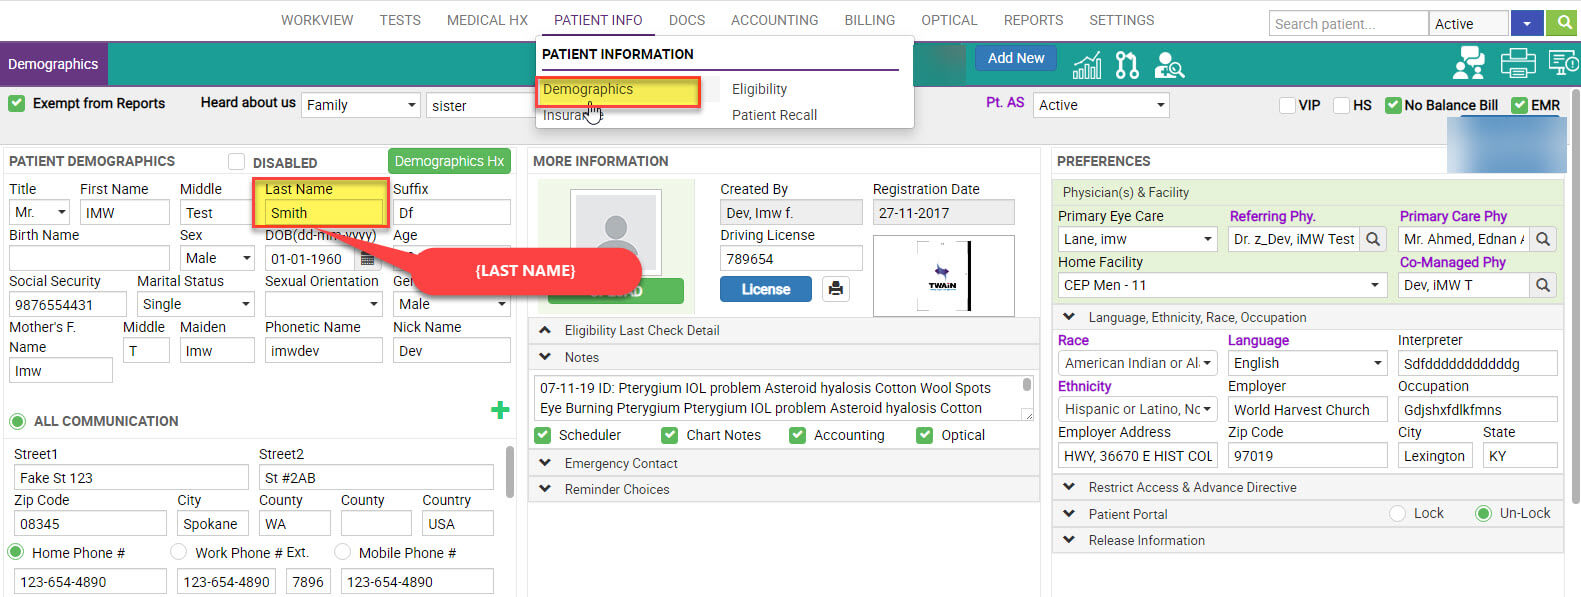 WORKVIEW TESTS MEDICAL HX PATIENT INFO DOCS ACCOUNTING BILLING OPTICAL REPORTS SETTINGS Search patient... Active
PATIENT INFORMATION
Demographics Eligibility
Insurance Patient Recall
Demographics Add New
Exempt from Reports Heard about us Family sister Pt. AS Active VIP HS No Balance Bill EMR
PATIENT DEMOGRAPHICS DISABLED Demographics Hx
Title First Name Middle Last Name Suffix
Mr. IMW Test Smith Df
Birth Name Sex DOB(dd-mm-yyyy) Age
Male 01-01-1960
{LAST NAME}
Social Security Marital Status Sexual Orientation
9876554431 Single Male
Mother's F. Name Middle Maiden Phonetic Name Nick Name
Imw T Imw imwdev Dev
ALL COMMUNICATION
Street1 Street2
Fake St 123 St #2AB
Zip Code City County County Country
08345 Spokane WA USA
Home Phone # Work Phone # Ext. Mobile Phone #
123-654-4890 123-654-4890 7896 123-654-4890
MORE INFORMATION
Created By Registration Date
Dev, Imw f. 27-11-2017
Driving License
789654
License
TWAIN
Eligibility Last Check Detail
Notes
07-11-19 ID: Pterygium IOL problem Asteroid hyalosis Cotton Wool Spots
Eye Burning Pterygium Pterygium IOL problem Asteroid hyalosis Cotton
Scheduler Chart Notes Accounting Optical
Emergency Contact
Reminder Choices
PREFERENCES
Physician(s) & Facility
Primary Eye Care Referring Phy. Primary Care Phy
Lane, imw Dr. z_Dev, iMW Test Mr. Ahmed, Ednan
Home Facility Co-Managed Phy
CEP Men - 11 Dev, iMW T
Language, Ethnicity, Race, Occupation
Race Language Interpreter
American Indian or Al English Sdfdddddddddddg
Ethnicity Employer Occupation
Hispanic or Latino, Nc World Harvest Church Gdjshxfdlkfmns
Employer Address Zip Code City State
HWY, 36670 E HIST COL 97019 Lexington KY
Restrict Access & Advance Directive
Patient Portal Lock Un-Lock
Release Information